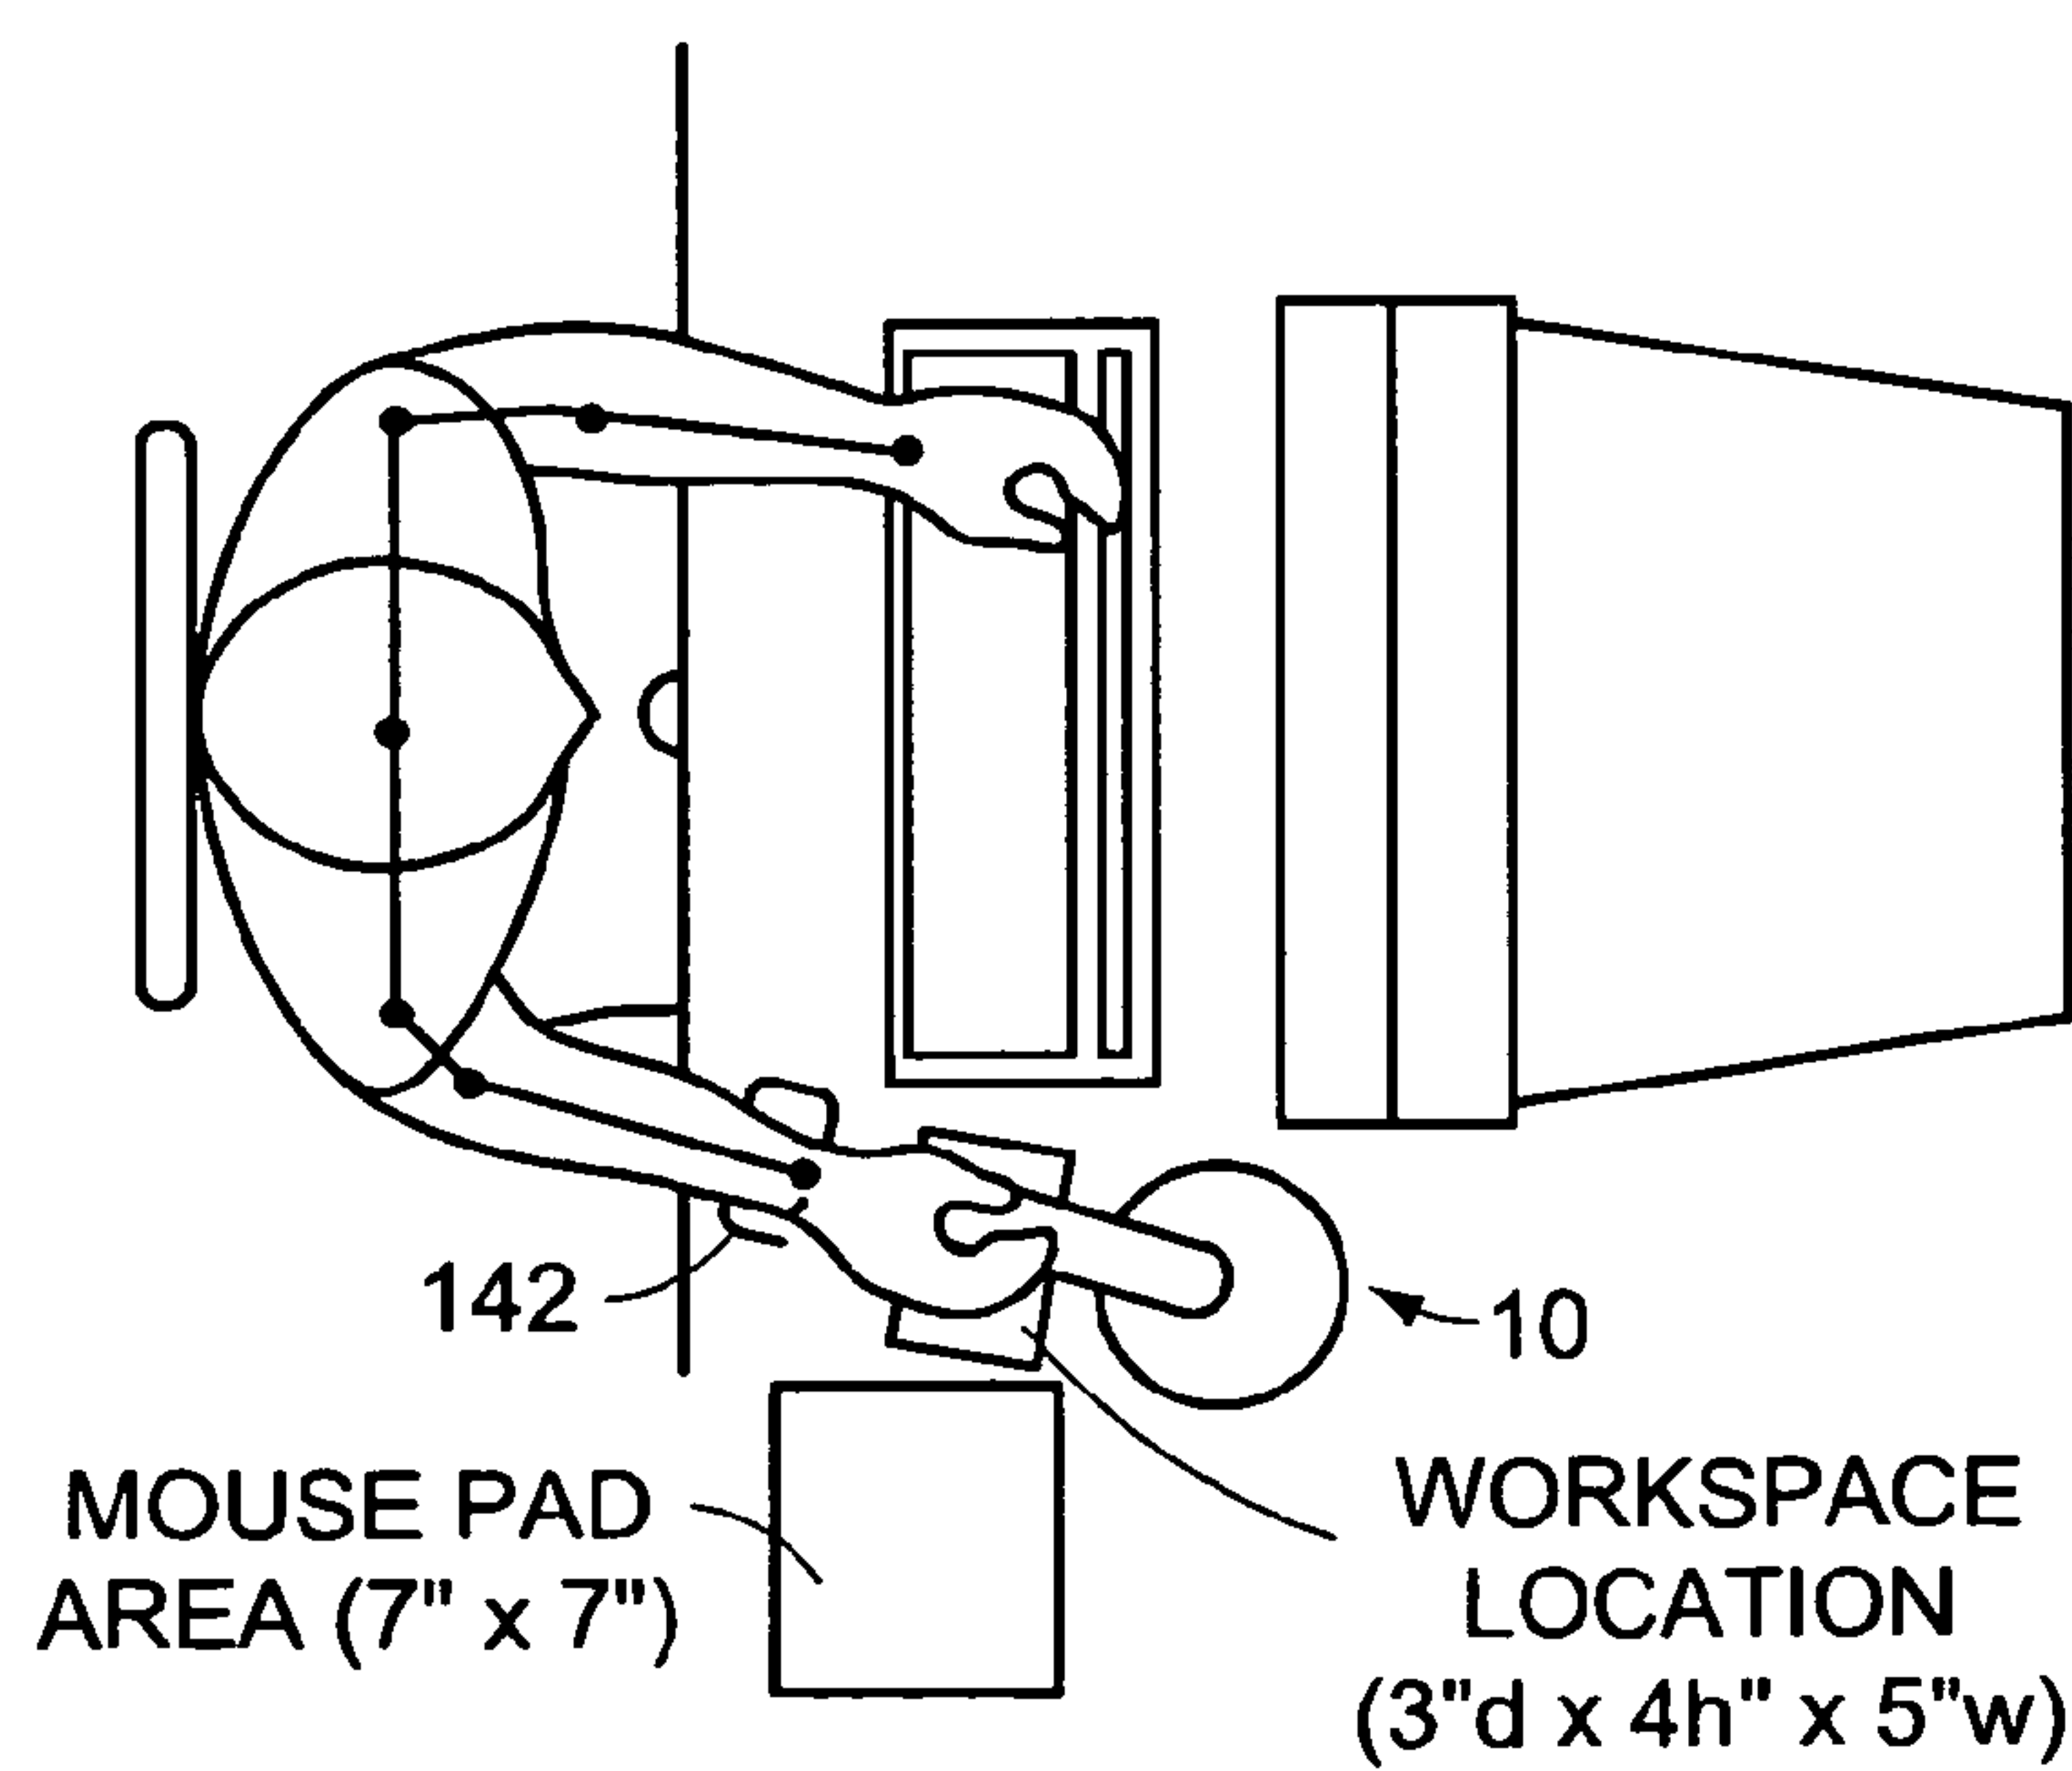 142
10
MOUSE PAD
AREA (7" x 7")
WORKSPACE
LOCATION
(3"d x 4h" x 5"w)